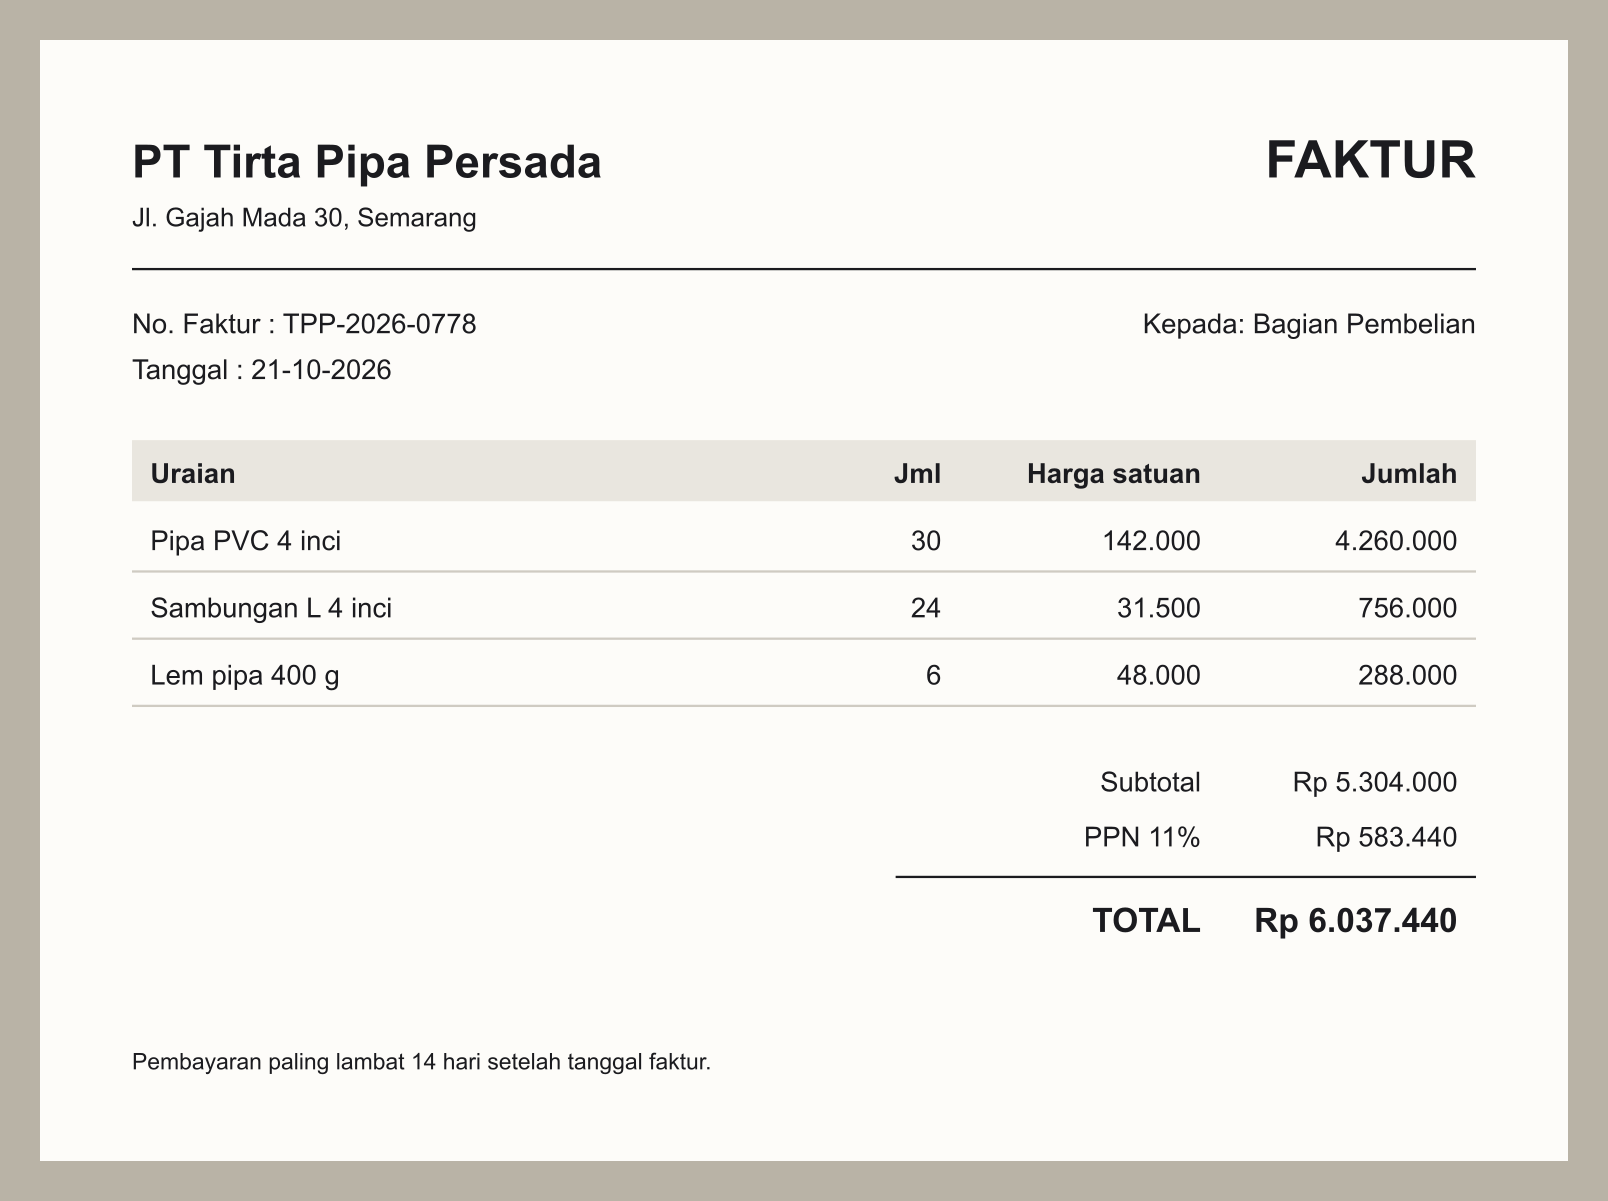 PT Tirta Pipa Persada
FAKTUR
Jl. Gajah Mada 30, Semarang
No. Faktur : TPP-2026-0778
Kepada: Bagian Pembelian
Tanggal : 21-10-2026
Uraian Jml Harga satuan Jumlah
Pipa PVC 4 inci 30 142.000 4.260.000
Sambungan L 4 inci 24 31.500 756.000
Lem pipa 400 g 6 48.000 288.000
Subtotal Rp 5.304.000
PPN 11% Rp 583.440
TOTAL Rp 6.037.440
Pembayaran paling lambat 14 hari setelah tanggal faktur.